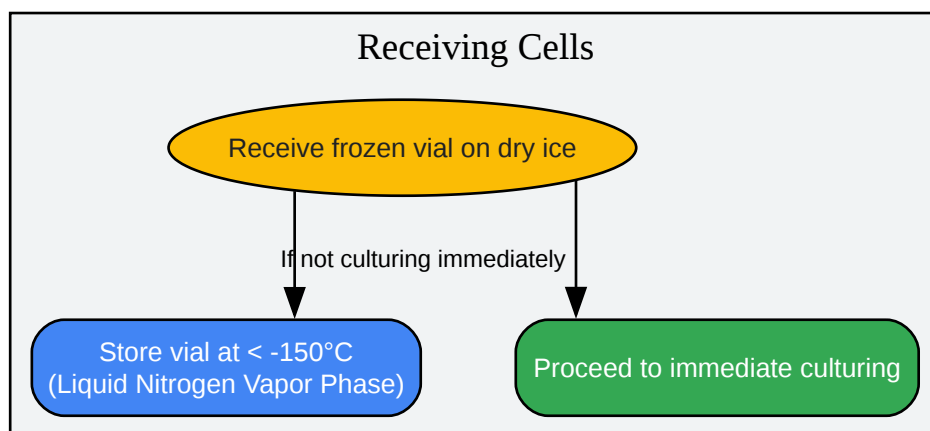 Receiving Cells
Receive frozen vial on dry ice
If not culturing immediately
Store vial at < -150°C
(Liquid Nitrogen Vapor Phase)
Proceed to immediate culturing